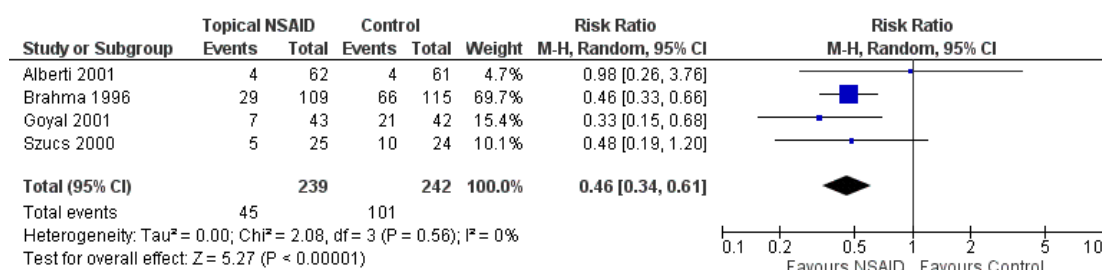 Topical NSAID Control Risk Ratio Risk Ratio
Study or Subgroup Events Total Events Total Weight M-H, Random, 95% CI M-H, Random, 95% CI
Alberti 2001 4 62 4 61 4.7% 0.98 [0.26, 3.76]
Brahma 1996 29 109 66 115 69.7% 0.46 [0.33, 0.66]
Goyal 2001 7 43 21 42 15.4% 0.33 [0.15, 0.68]
Szucs 2000 5 25 10 24 10.1% 0.48 [0.19, 1.20]
Total (95% CI) 239 242 100.0% 0.46 [0.34, 0.61]
Total events 45 101
Heterogeneity: Tau² = 0.00; Chi² = 2.08, df = 3 (P = 0.56); I² = 0%
Test for overall effect: Z = 5.27 (P < 0.00001)
0.1 0.2 0.5 1 2 5 10
Favours NSAID Favours Control